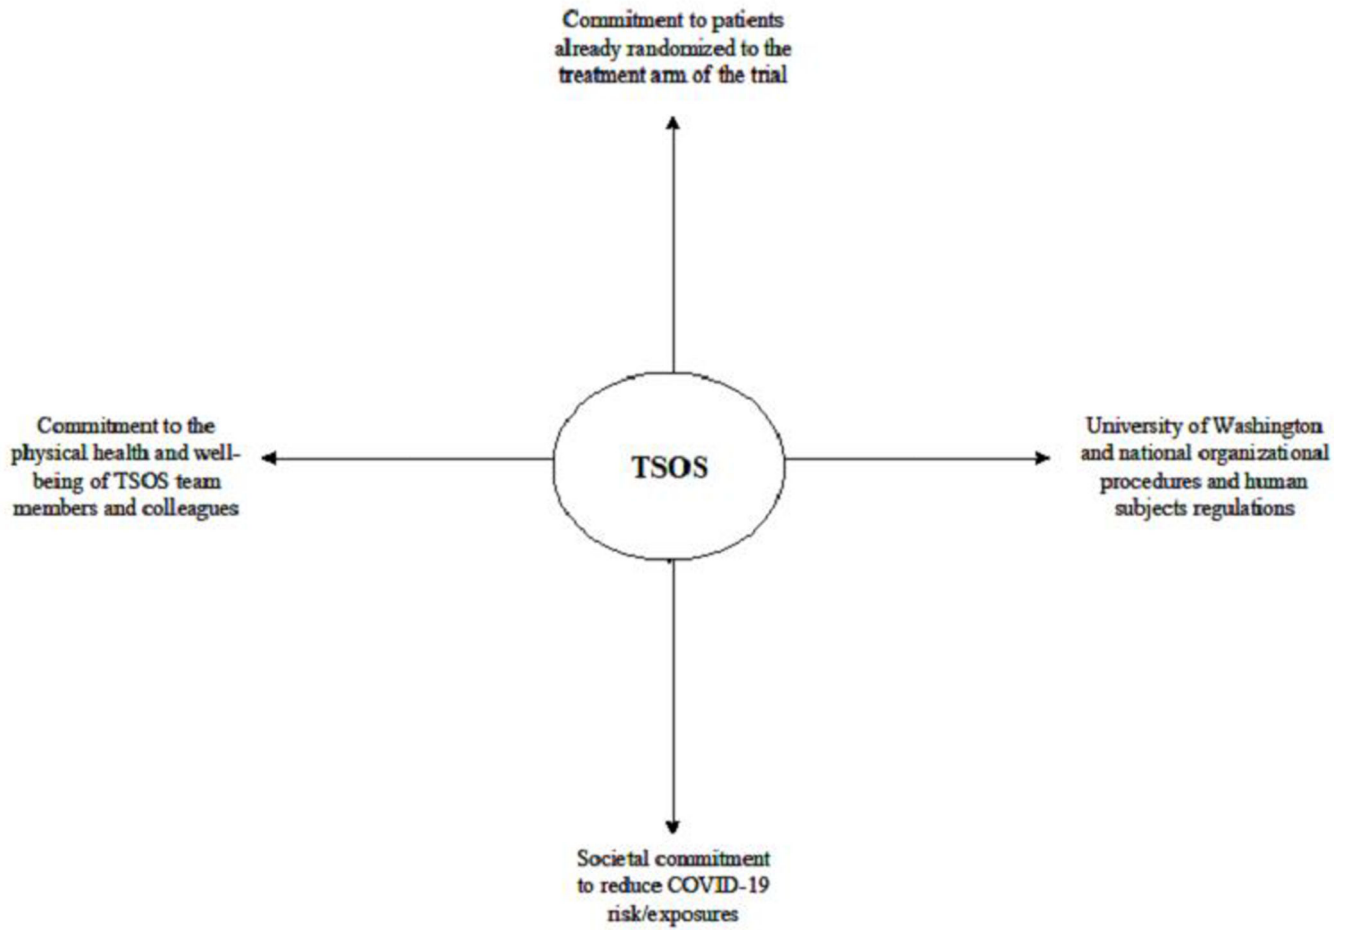 Commitment to patients
already randomized to the
treatment arm of the trial
Commitment to the
physical health and well-
being of TSOS team
members and colleagues
TSOS
University of Washington
and national organizational
procedures and human
subjects regulations
Societal commitment
to reduce COVID-19
risk/exposures